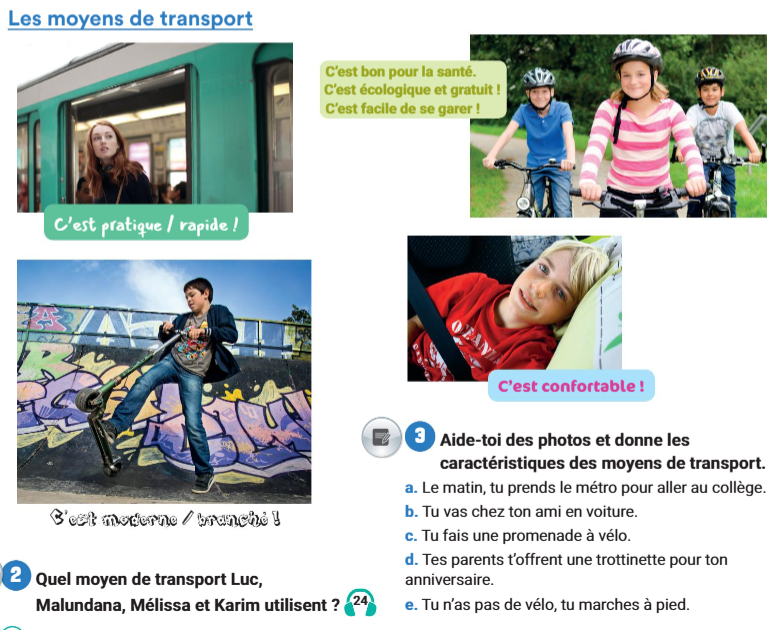 Les moyens de transport
C'est bon pour la santé.
C'est écologique et gratuit !
C'est facile de se garer !
C'est pratique / rapide !
C'est confortable !
C'est moderne / branché !
2 Quel moyen de transport Luc,
Malundana, Mélissa et Karim utilisent ? 24
3 Aide-toi des photos et donne les
caractéristiques des moyens de transport.
a. Le matin, tu prends le métro pour aller au collège.
b. Tu vas chez ton ami en voiture.
c. Tu fais une promenade à vélo.
d. Tes parents t'offrent une trottinette pour ton
anniversaire.
e. Tu n'as pas de vélo, tu marches à pied.